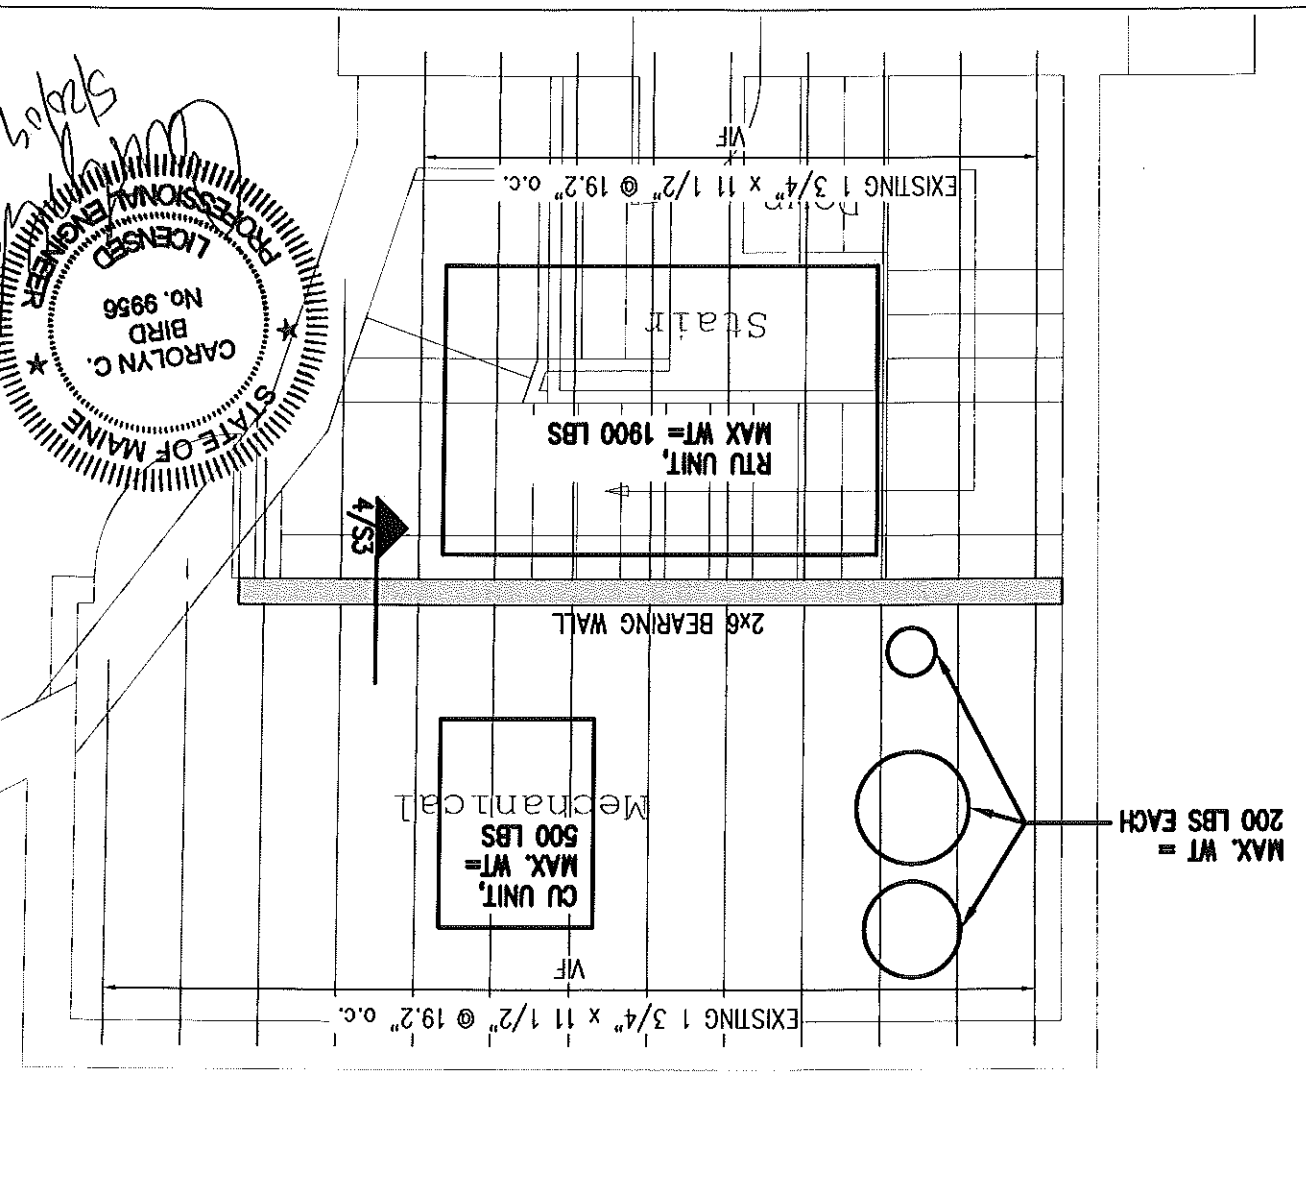 EXISTING 1 3/4" x 11 1/2" @ 19.2" o.c.
VIF
MAX. WT =
200 LBS EACH
CU UNIT,
MAX. WT=
500 LBS
Mechanical
2x6 BEARING WALL
4/S3
RTU UNIT,
MAX WT= 1900 LBS
Stair
Down
EXISTING 1 3/4" x 11 1/2" @ 19.2" o.c.
VIF
STATE OF MAINE
CAROLYN C.
BIRD
No. 9956
LICENSED
PROFESSIONAL ENGINEER